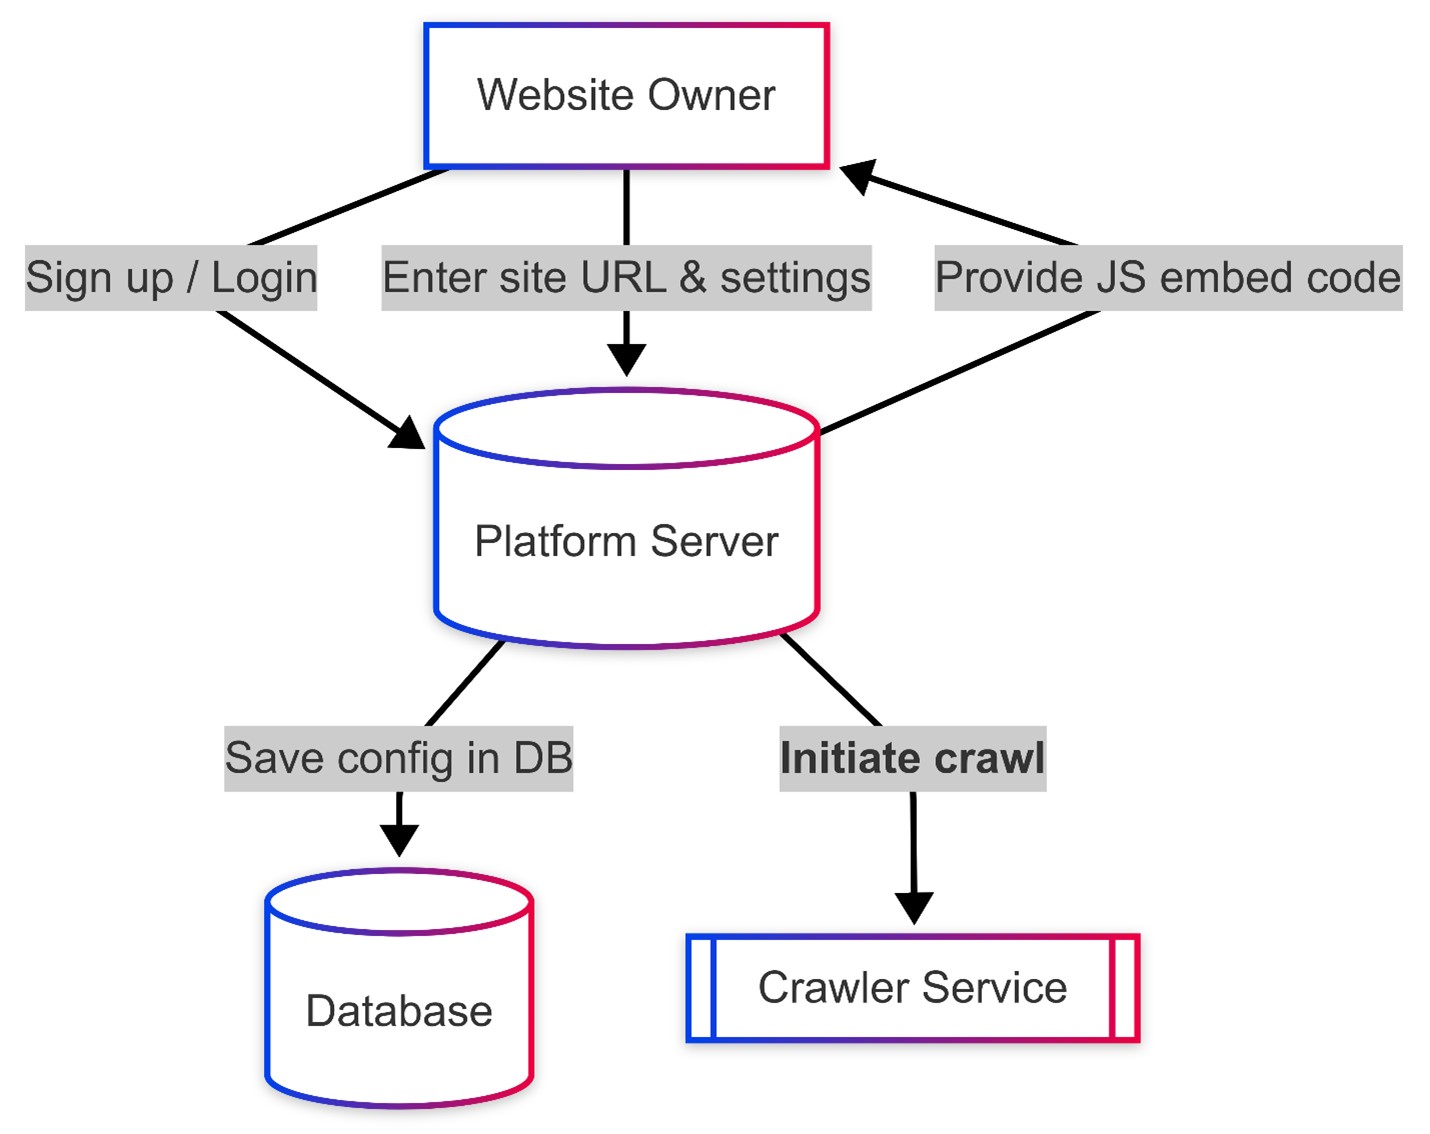 Website Owner
Sign up / Login
Enter site URL & settings
Provide JS embed code
Platform Server
Save config in DB
Initiate crawl
Database
Crawler Service